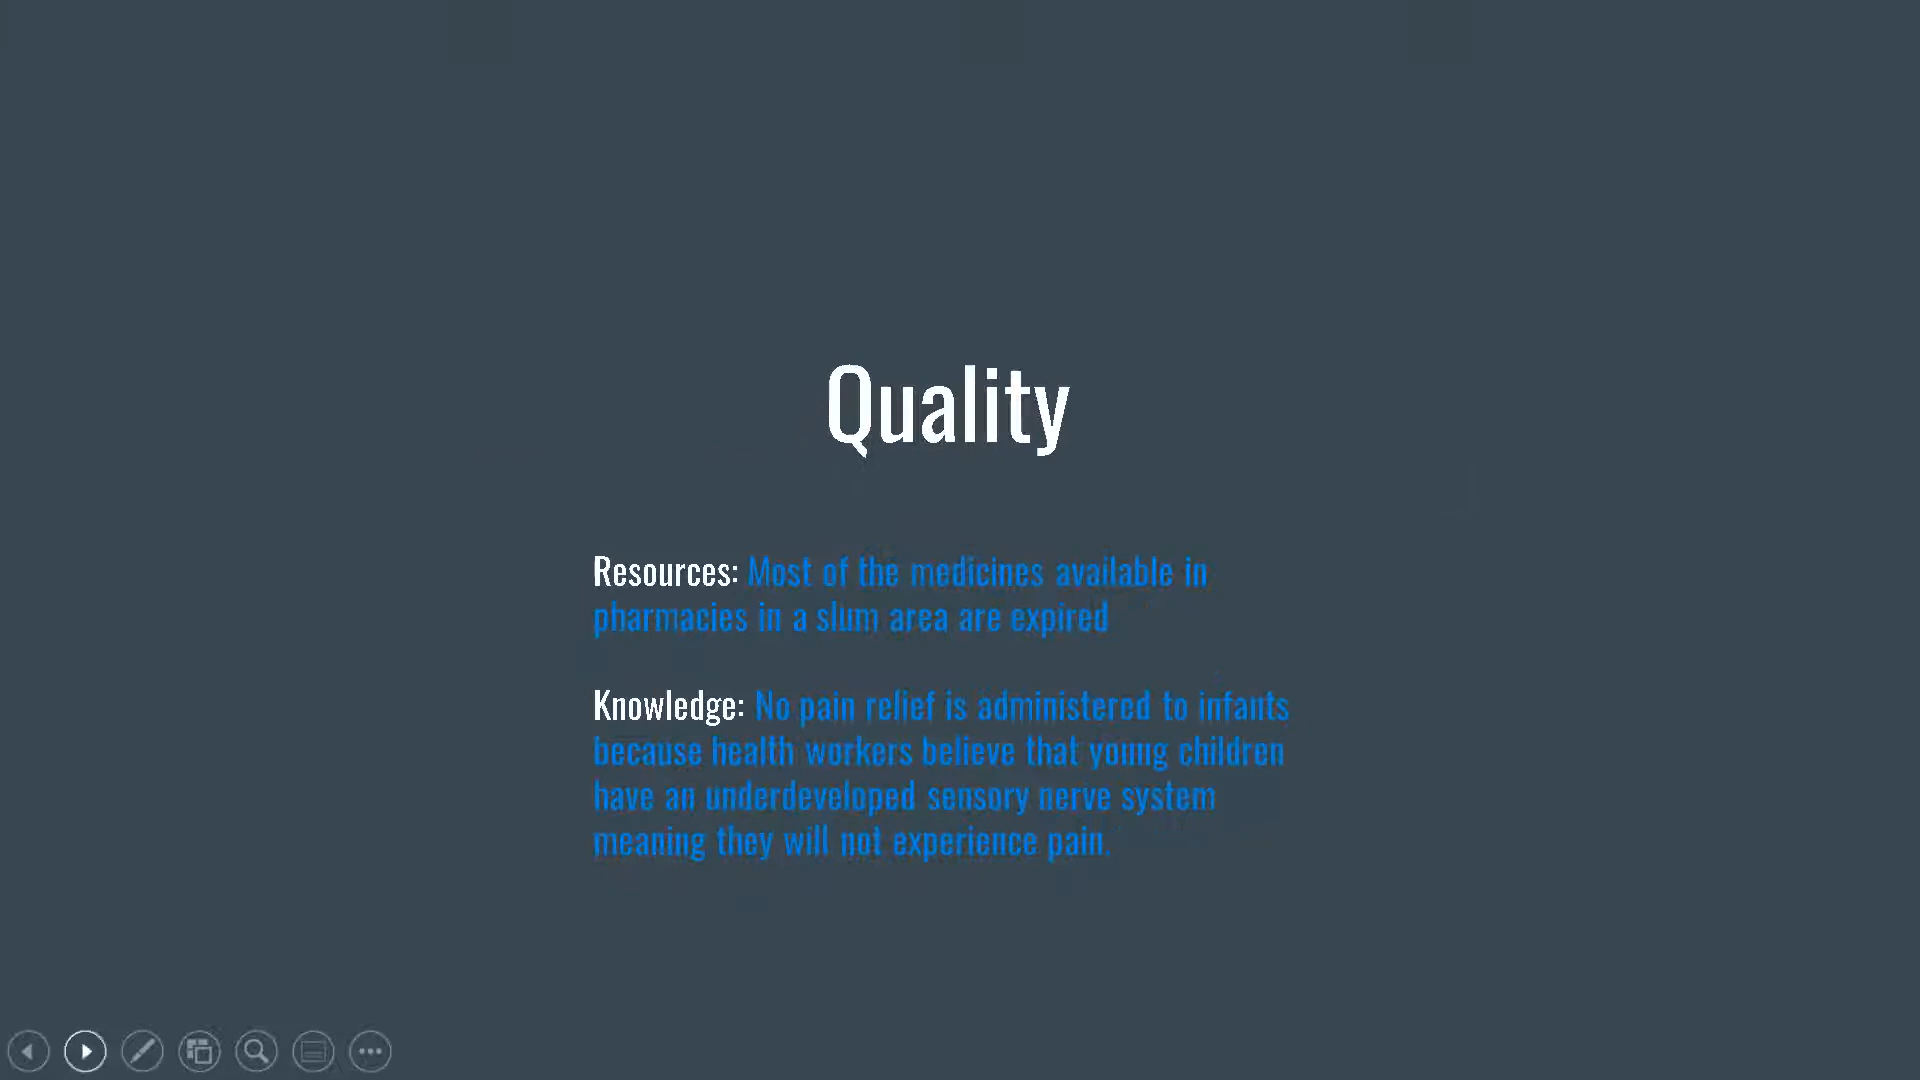 Quality
Resources: Most of the medicines available in
pharmacies in a slum area are expired
Knowledge: No pain relief is administered to infants
because health workers believe that young children
have an underdeveloped sensory nerve system
meaning they will not experience pain.